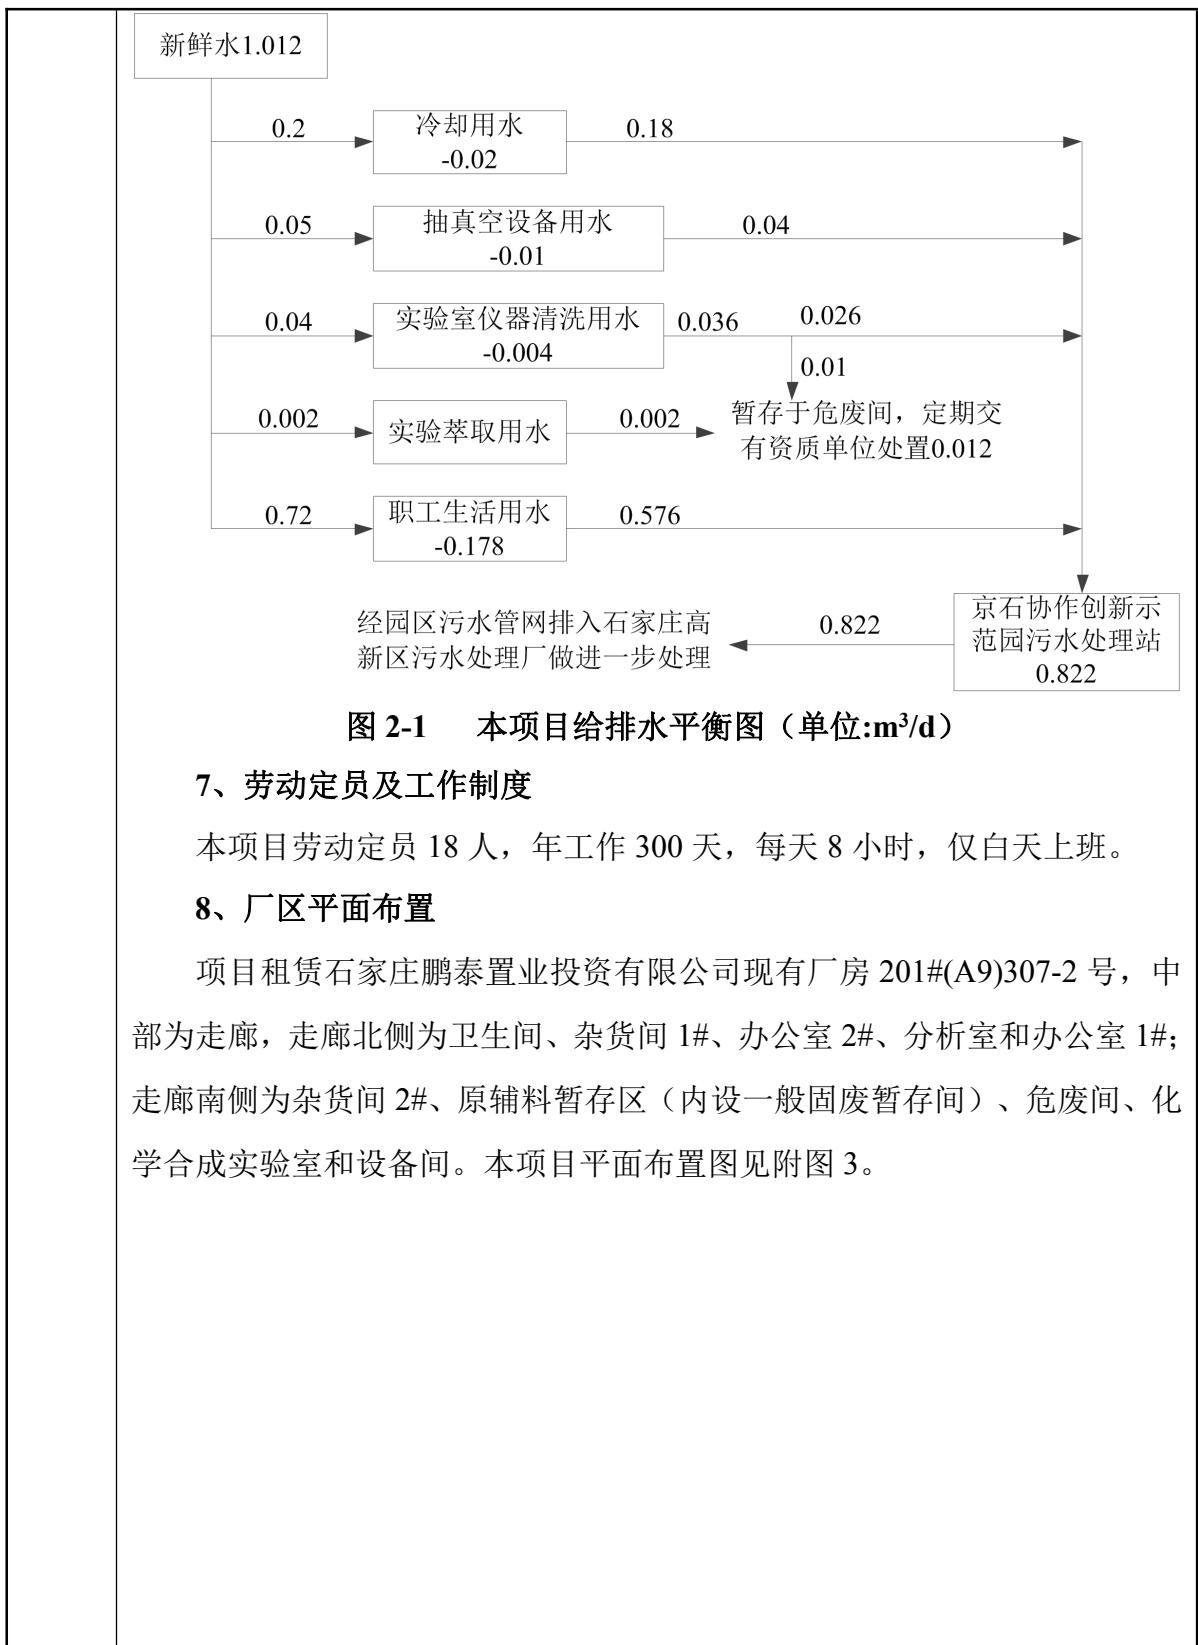 新鲜水1.012
0.2
冷却用水
-0.02
0.18
0.05
抽真空设备用水
-0.01
0.04
0.04
实验室仪器清洗用水
-0.004
0.036
0.026
0.01
0.002
实验萃取用水
0.002
暂存于危废间，定期交
有资质单位处置0.012
0.72
职工生活用水
-0.178
0.576
京石协作创新示
范园污水处理站
0.822
0.822
经园区污水管网排入石家庄高
新区污水处理厂做进一步处理
图 2-1 本项目给排水平衡图（单位:m³/d）
7、劳动定员及工作制度
本项目劳动定员 18 人，年工作 300 天，每天 8 小时，仅白天上班。
8、厂区平面布置
项目租赁石家庄鹏泰置业投资有限公司现有厂房 201#(A9)307-2 号，中
部为走廊，走廊北侧为卫生间、杂货间 1#、办公室 2#、分析室和办公室 1#；
走廊南侧为杂货间 2#、原辅料暂存区（内设一般固废暂存间）、危废间、化
学合成实验室和设备间。本项目平面布置图见附图 3。